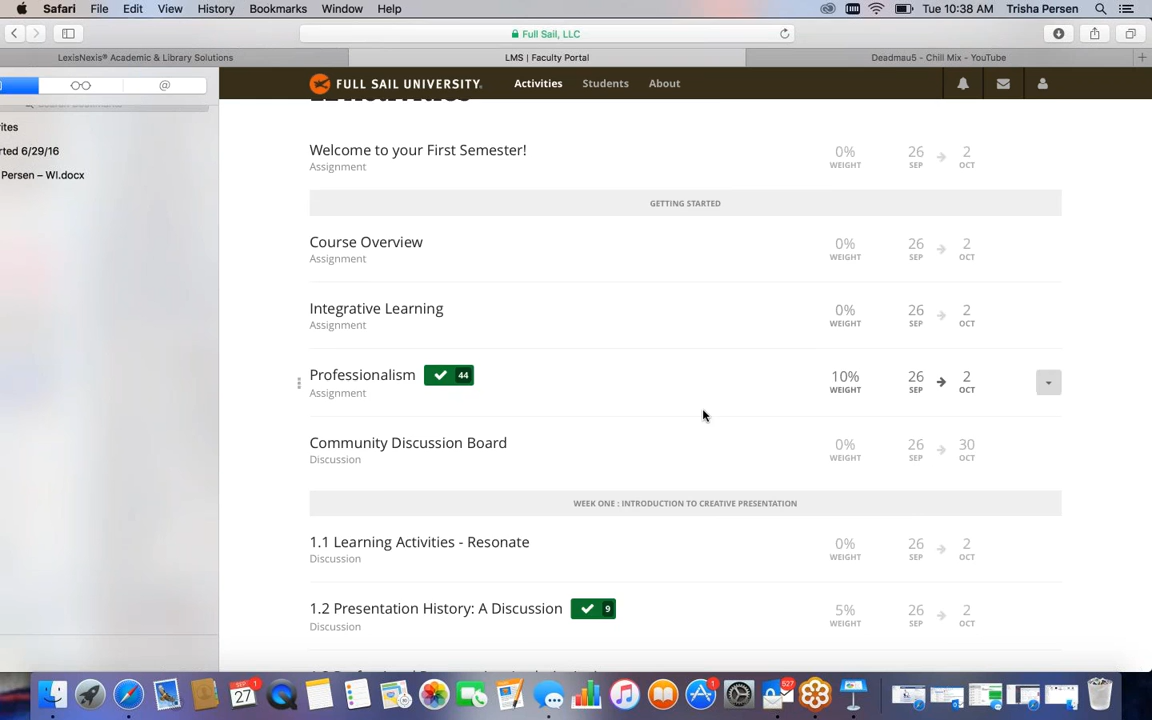 Safari File Edit View History Bookmarks Window Help Tue 10:38 AM Trisha Persen
Full Sail, LLC
LexisNexis® Academic & Library Solutions LMS | Faculty Portal Deadmau5 - Chill Mix - YouTube
FULL SAIL UNIVERSITY. Activities Students About
rites
rted 6/29/16
Persen – WI.docx
Welcome to your First Semester! 0% 26 2
Assignment WEIGHT SEP OCT
GETTING STARTED
Course Overview 0% 26 2
Assignment WEIGHT SEP OCT
Integrative Learning 0% 26 2
Assignment WEIGHT SEP OCT
Professionalism 44 10% 26 2
Assignment WEIGHT SEP OCT
Community Discussion Board 0% 26 30
Discussion WEIGHT SEP OCT
WEEK ONE : INTRODUCTION TO CREATIVE PRESENTATION
1.1 Learning Activities - Resonate 0% 26 2
Discussion WEIGHT SEP OCT
1.2 Presentation History: A Discussion 9 5% 26 2
Discussion WEIGHT SEP OCT
SEP 27 1 1 527